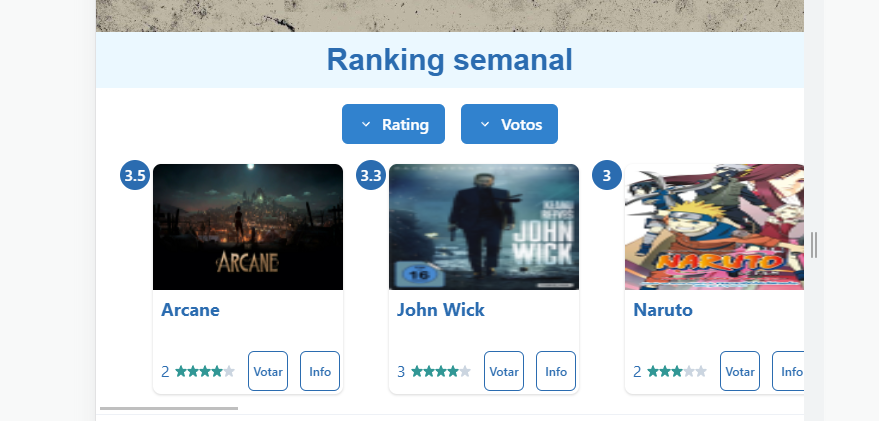 Ranking semanal
Rating
Votos
3.5
3.3
3
ARCANE
KEANU
REEVES
JOHN
WICK
16
NARUTO
Arcane
John Wick
Naruto
2
Votar
Info
3
Votar
Info
2
Votar
Info